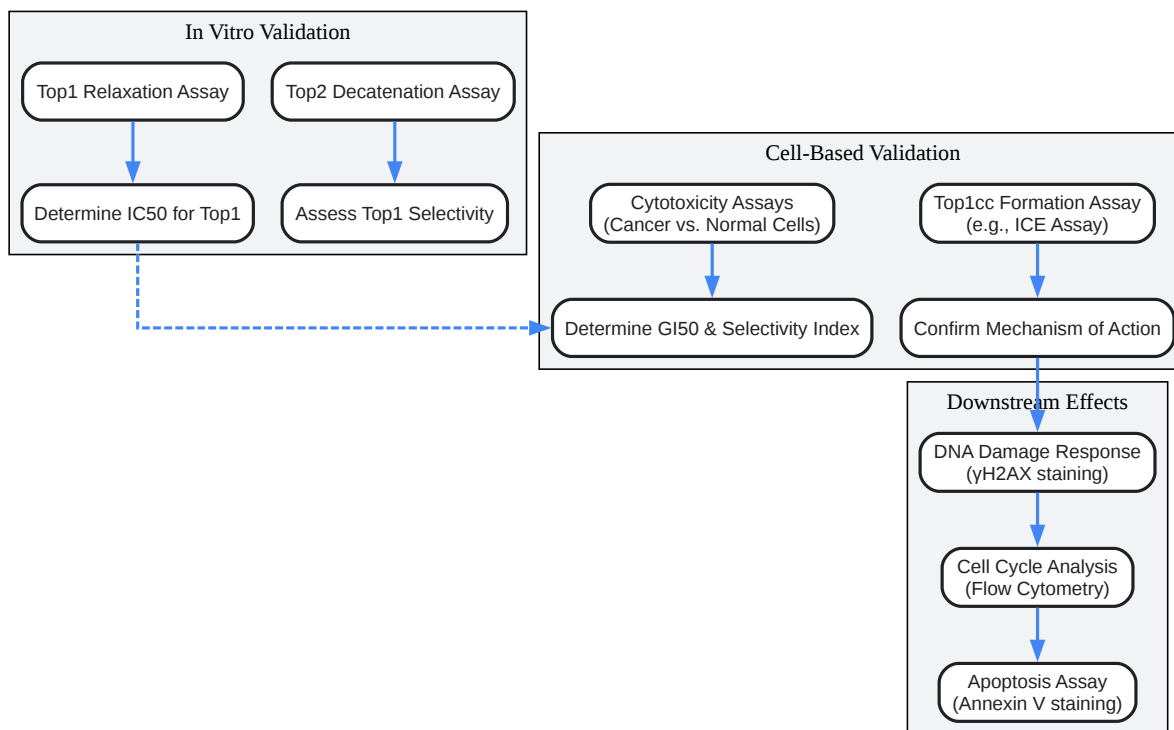 In Vitro Validation
Top1 Relaxation Assay
Top2 Decatenation Assay
Determine IC50 for Top1
Assess Top1 Selectivity
Cell-Based Validation
Cytotoxicity Assays
(Cancer vs. Normal Cells)
Top1cc Formation Assay
(e.g., ICE Assay)
Determine GI50 & Selectivity Index
Confirm Mechanism of Action
Downstream Effects
DNA Damage Response
(γH2AX staining)
Cell Cycle Analysis
(Flow Cytometry)
Apoptosis Assay
(Annexin V staining)